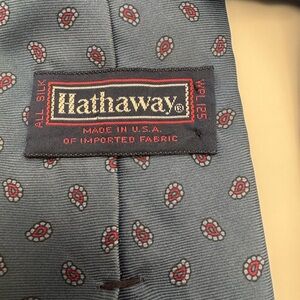 ALL SILK
Hathaway®
WPL 125
MADE IN U.S.A.
OF IMPORTED FABRIC